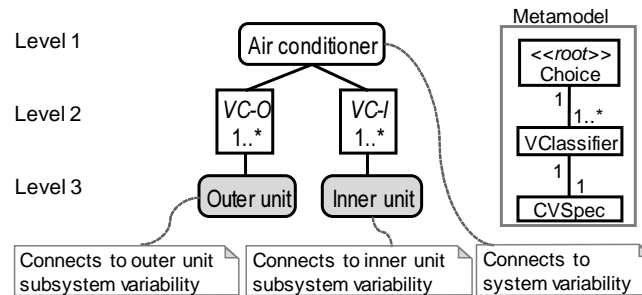 Metamodel
Level 1
Air conditioner
<<root>>
Choice
1
1..*
Level 2
VC-O
1..*
VC-I
1..*
VClassifier
1
1
Level 3
Outer unit
Inner unit
CVSpec
Connects to outer unit
subsystem variability
Connects to inner unit
subsystem variability
Connects to
system variability